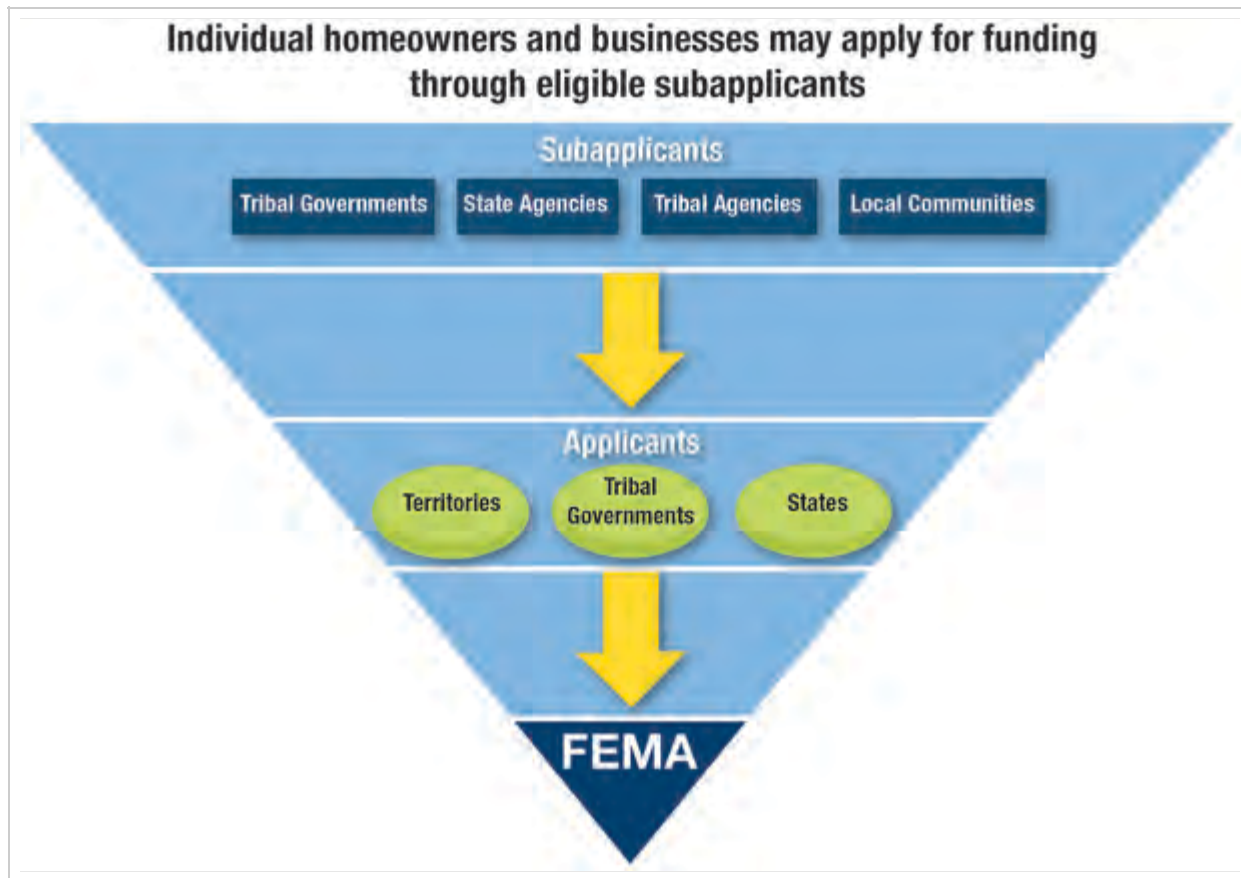 Individual homeowners and businesses may apply for funding
through eligible subapplicants
Subapplicants
Tribal Governments
State Agencies
Tribal Agencies
Local Communities
Applicants
Territories
Tribal
Governments
States
FEMA